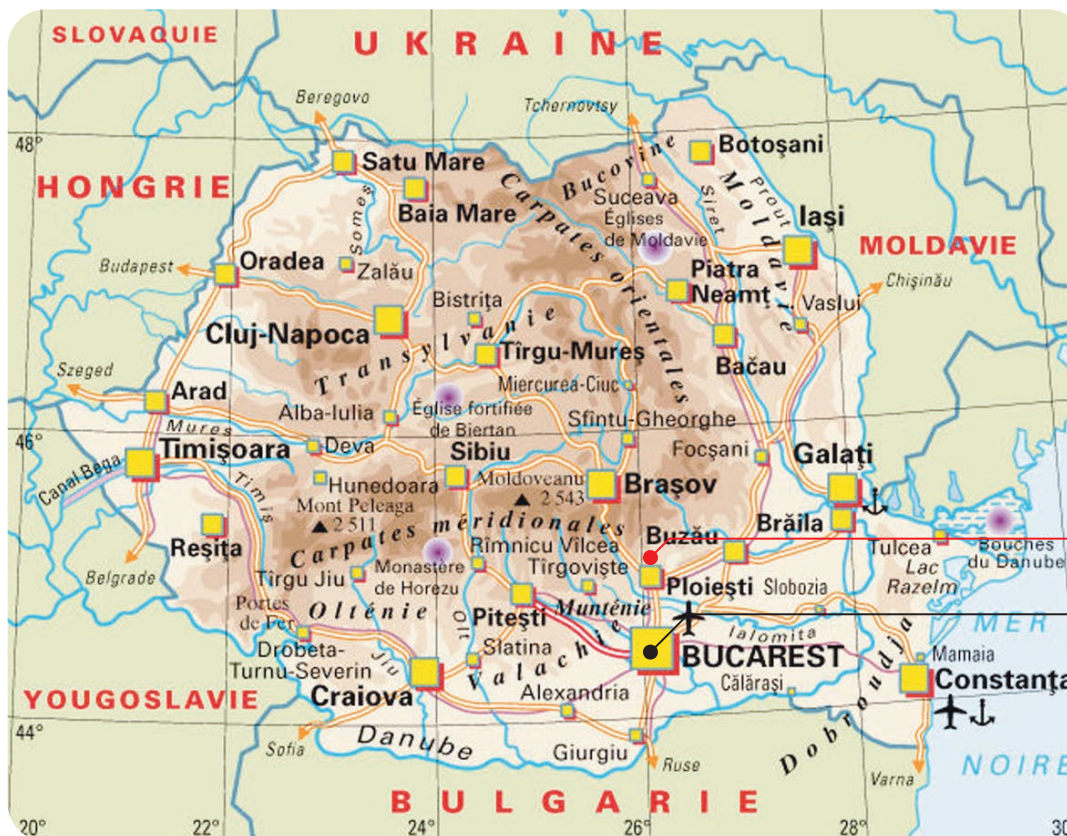 SLOVAQUIE
UKRAINE
Beregovo
Tchernovtsy
48°
Satu Mare
Botoşani
Bucovine
HONGRIE
Baia Mare
Suceava
Églises
de Moldavie
Carpates orientales
Siret
Prout
Moldavie
Iaşi
MOLDAVIE
Someş
Oradea
Zalău
Budapest
Piatra
Neamţ
Chişinău
Bistriţa
Vaslui
Cluj-Napoca
Transylvanie
Tîrgu-Mureş
Bačau
Szeged
Arad
Miercurea-Ciuc
Alba-Iulia
Église fortifiée
de Biertan
Sfîntu-Gheorghe
46°
Mures
Deva
Focşani
Timişoara
Sibiu
Galaţi
Canal Bega
Hunedoara
Moldoveanu
2 543
Braşov
Timiş
Mont Peleaga
2 511
Carpates méridionales
Buzău
Brăila
Reşiţa
Rîmnicu Vîlcea
Tulcea
Bouches
du Danube
Belgrade
Tîrgu Jiu
Monastère
de Horezu
Tîrgovişte
Ploieşti
Slobozia
Lac
Razelm
Portes
de Fer
Olténie
Olt
Piteşti
Munténie
MER
Drobeta-
Turnu-Severin
Jiu
Slatina
Valachie
BUCAREST
Ialomita
Mamaia
YOUGOSLAVIE
Craiova
Alexandria
Călăraşi
Constanţa
44°
Sofia
Danube
Giurgiu
Ruse
Dobroudja
Varna
NOIRE
BULGARIE
20°
22°
24°
26°
28°
30